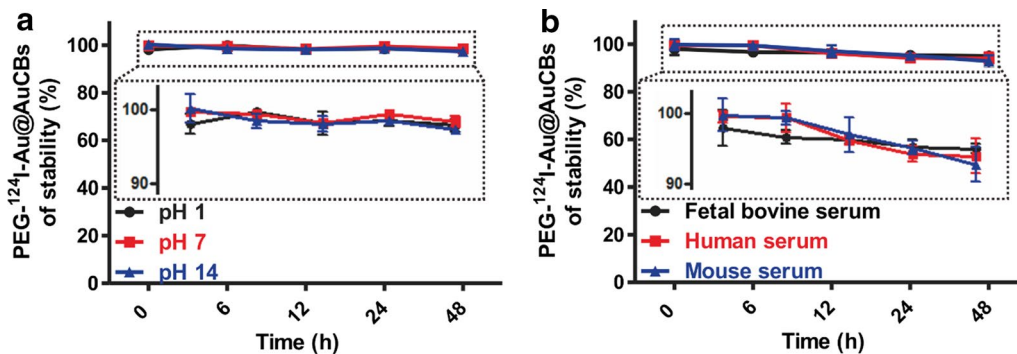 a
PEG-¹²⁴I-Au@AuCBs
of stability (%)
100
80
60
40
20
0
100
90
pH 1
pH 7
pH 14
0
6
12
24
48
Time (h)
b
PEG-¹²⁴I-Au@AuCBs
of stability (%)
100
80
60
40
20
0
100
90
Fetal bovine serum
Human serum
Mouse serum
0
6
12
24
48
Time (h)